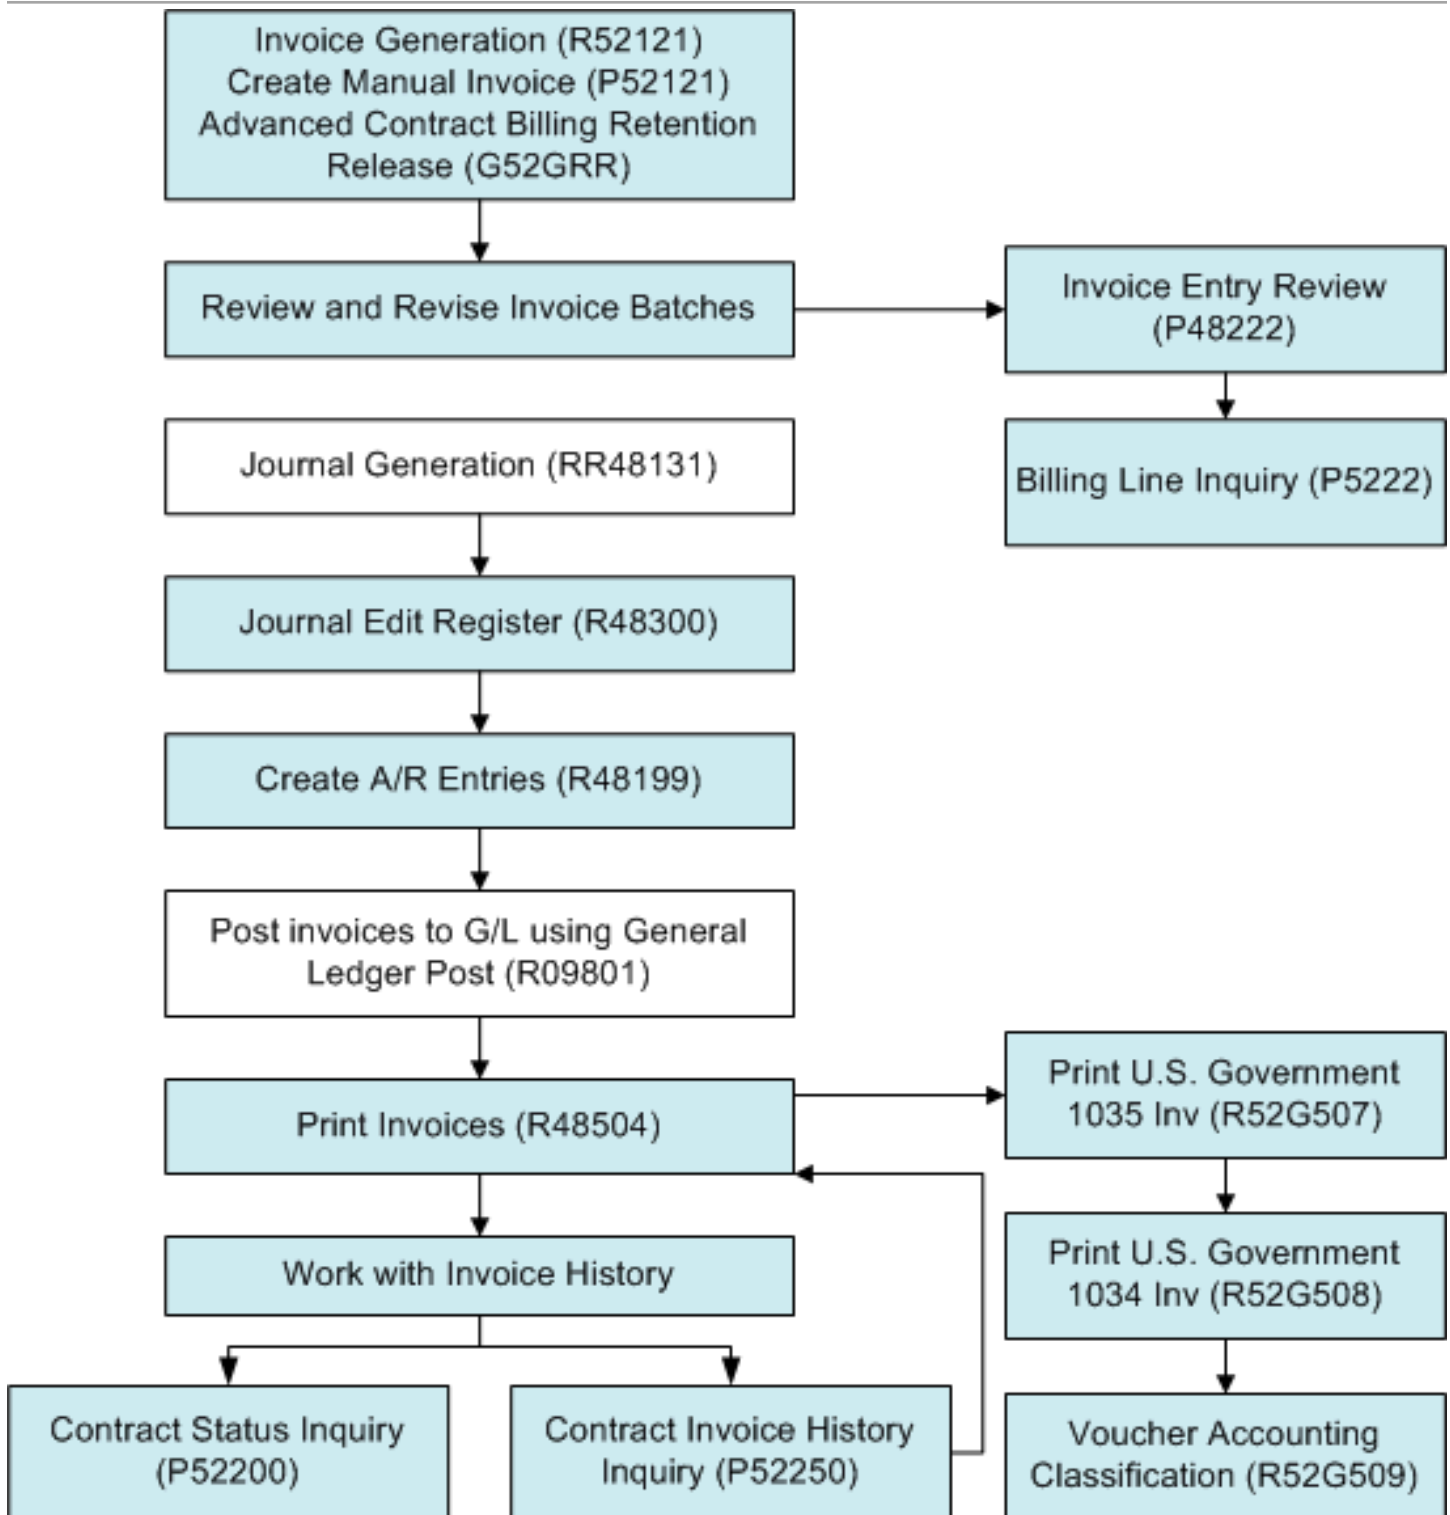 Invoice Generation (R52121)
Create Manual Invoice (P52121)
Advanced Contract Billing Retention
Release (G52GRR)
Review and Revise Invoice Batches
Invoice Entry Review
(P48222)
Journal Generation (RR48131)
Billing Line Inquiry (P5222)
Journal Edit Register (R48300)
Create A/R Entries (R48199)
Post invoices to G/L using General
Ledger Post (R09801)
Print Invoices (R48504)
Print U.S. Government
1035 Inv (R52G507)
Work with Invoice History
Print U.S. Government
1034 Inv (R52G508)
Contract Status Inquiry
(P52200)
Contract Invoice History
Inquiry (P52250)
Voucher Accounting
Classification (R52G509)